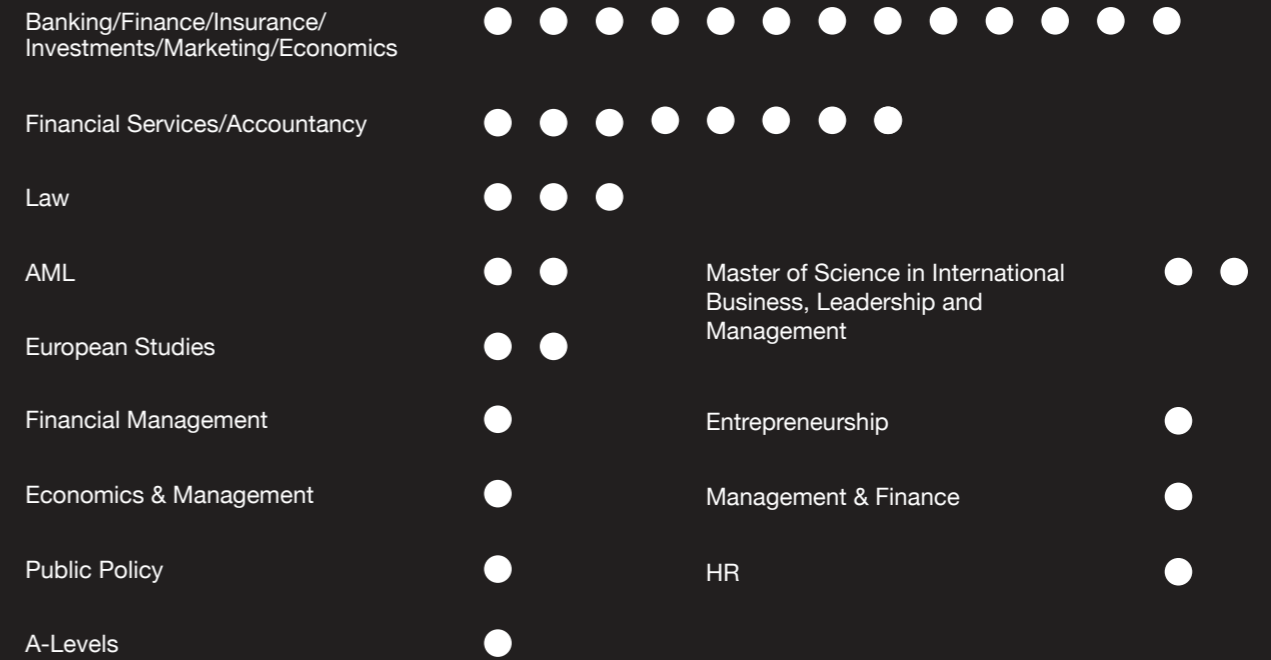 Banking/Finance/Insurance/
Investments/Marketing/Economics
Financial Services/Accountancy
Law
AML
European Studies
Financial Management
Economics & Management
Public Policy
A-Levels
Master of Science in International
Business, Leadership and
Management
Entrepreneurship
Management & Finance
HR